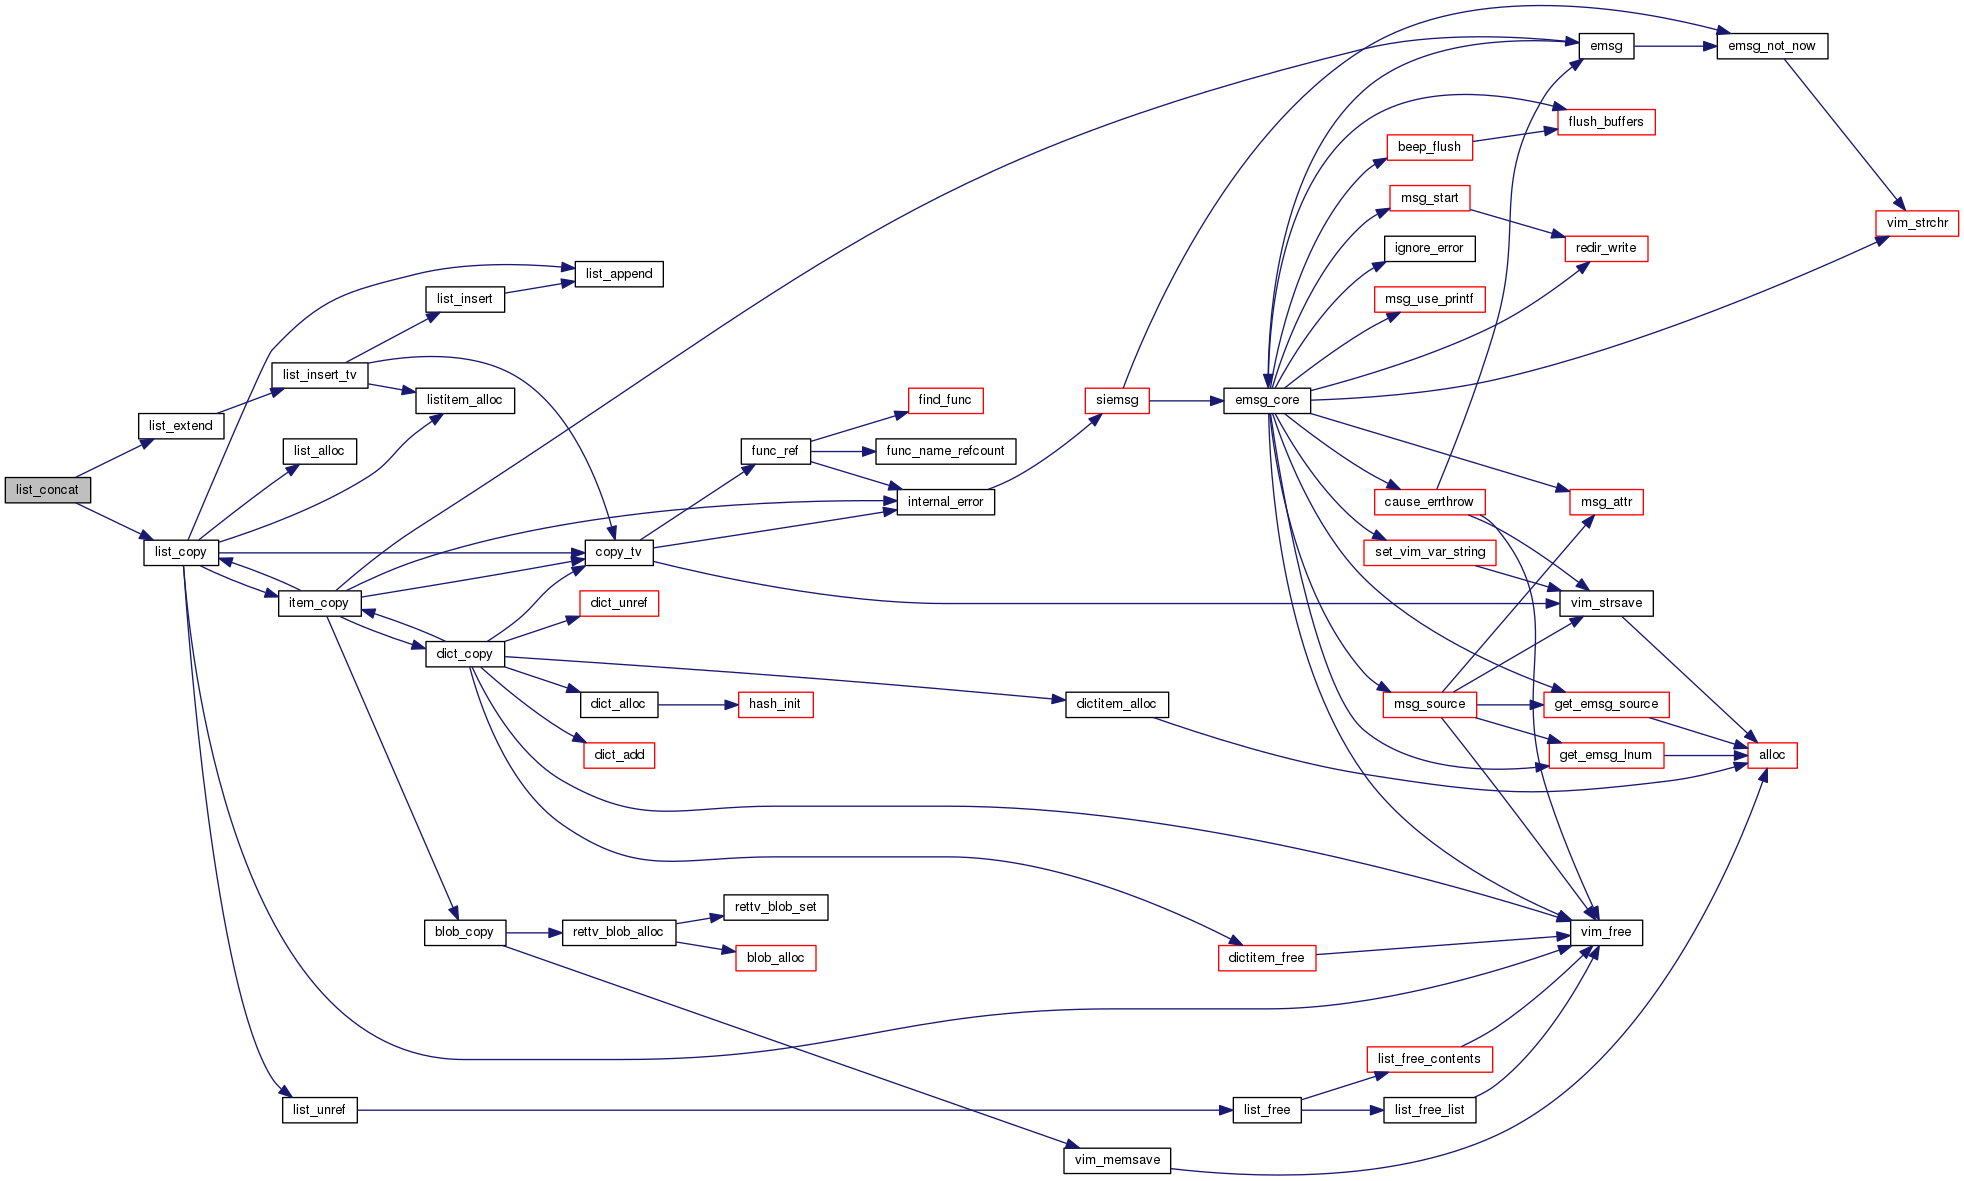 emsg
emsg_not_now
flush_buffers
beep_flush
msg_start
vim_strchr
ignore_error
redir_write
list_append
list_insert
msg_use_printf
list_insert_tv
listitem_alloc
find_func
siemsg
emsg_core
list_extend
list_alloc
func_ref
func_name_refcount
list_concat
internal_error
cause_errthrow
msg_attr
list_copy
copy_tv
set_vim_var_string
item_copy
dict_unref
vim_strsave
dict_copy
dict_alloc
hash_init
dictitem_alloc
msg_source
get_emsg_source
dict_add
get_emsg_lnum
alloc
rettv_blob_set
blob_copy
rettv_blob_alloc
vim_free
blob_alloc
dictitem_free
list_free_contents
list_unref
list_free
list_free_list
vim_memsave